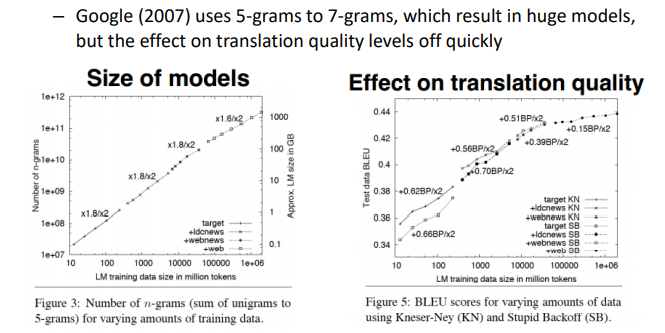 – Google (2007) uses 5-grams to 7-grams, which result in huge models,
but the effect on translation quality levels off quickly
Size of models
1e+12
1e+11
1e+10
1e+09
1e+08
1e+07
Number of n-grams
x1.8/x2
x1.8/x2
x1.8/x2
x1.6/x2
1000
100
10
1
0.1
Approx. LM size in GB
target
+ldcnews
+webnews
+web
10 100 1000 10000 100000 1e+06
LM training data size in million tokens
Figure 3: Number of n-grams (sum of unigrams to
5-grams) for varying amounts of training data.
Effect on translation quality
0.44
0.42
0.4
0.38
0.36
0.34
Test data BLEU
+0.62BP/x2
+0.66BP/x2
+0.56BP/x2
+0.70BP/x2
+0.51BP/x2
+0.39BP/x2
+0.15BP/x2
target KN
+ldcnews KN
+webnews KN
target SB
+ldcnews SB
+webnews SB
+web SB
10 100 1000 10000 100000 1e+06
LM training data size in million tokens
Figure 5: BLEU scores for varying amounts of data
using Kneser-Ney (KN) and Stupid Backoff (SB).